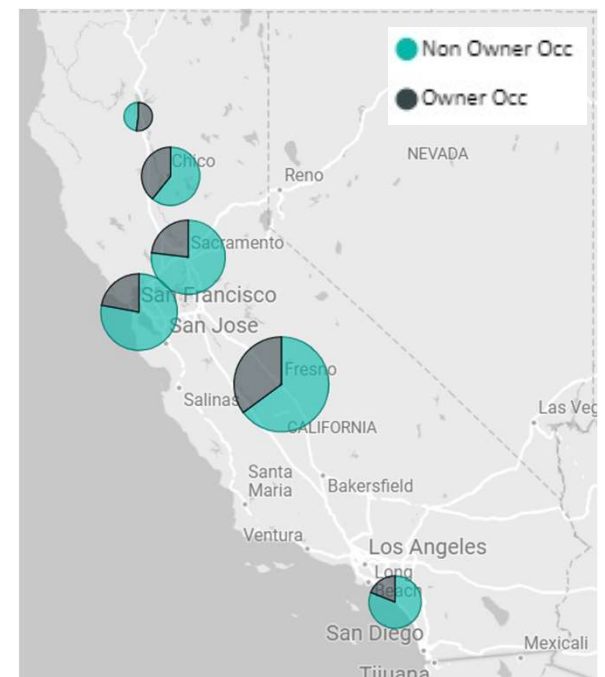 Non Owner Occ
Owner Occ
NEVADA
Chico
Reno
Sacramento
San Francisco
San Jose
Fresno
Salinas
Las Veg
CALIFORNIA
Santa
Maria
Bakersfield
Ventura
Los Angeles
Long
Beach
San Diego
Mexicali
Tijuana